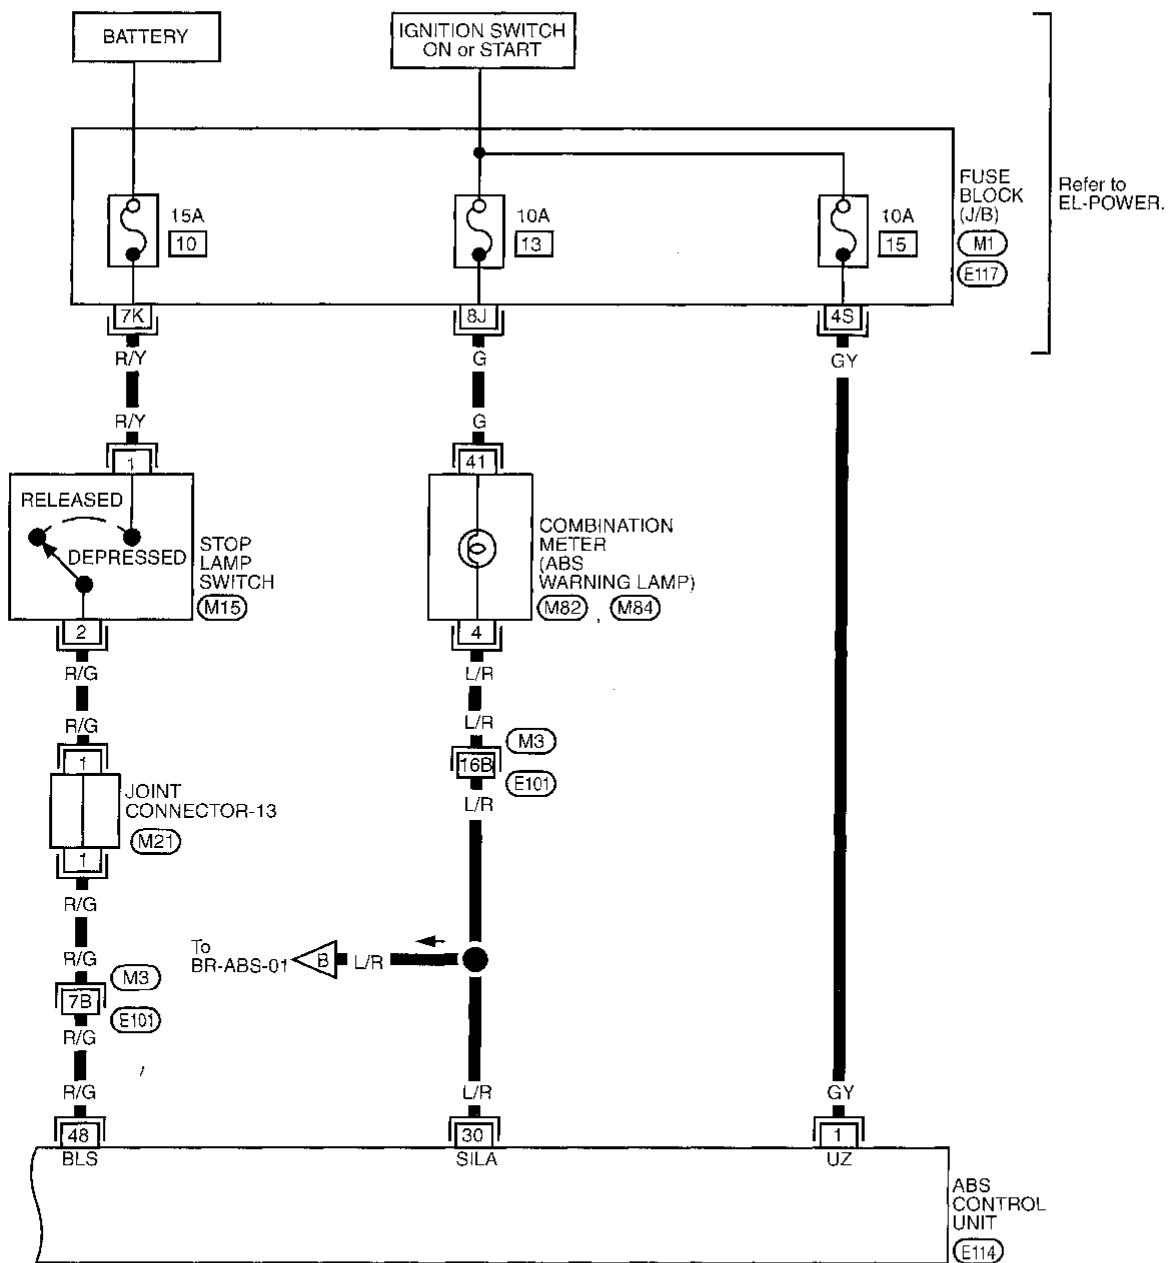 BATTERY
IGNITION SWITCH
ON or START
15A
10
10A
13
10A
15
FUSE
BLOCK
(J/B)
M1
E117
Refer to
EL-POWER.
7K
8J
4S
R/Y
G
GY
R/Y
G
1
41
RELEASED
DEPRESSED
STOP
LAMP
SWITCH
M15
COMBINATION
METER
(ABS
WARNING LAMP)
M82 , M84
2
4
R/G
L/R
R/G
L/R
1
16B
M3
E101
JOINT
CONNECTOR-13
M21
L/R
1
R/G
To
BR-ABS-01
B
L/R
R/G
M3
7B
E101
R/G
R/G
L/R
GY
48
30
1
BLS
SILA
UZ
ABS
CONTROL
UNIT
E114